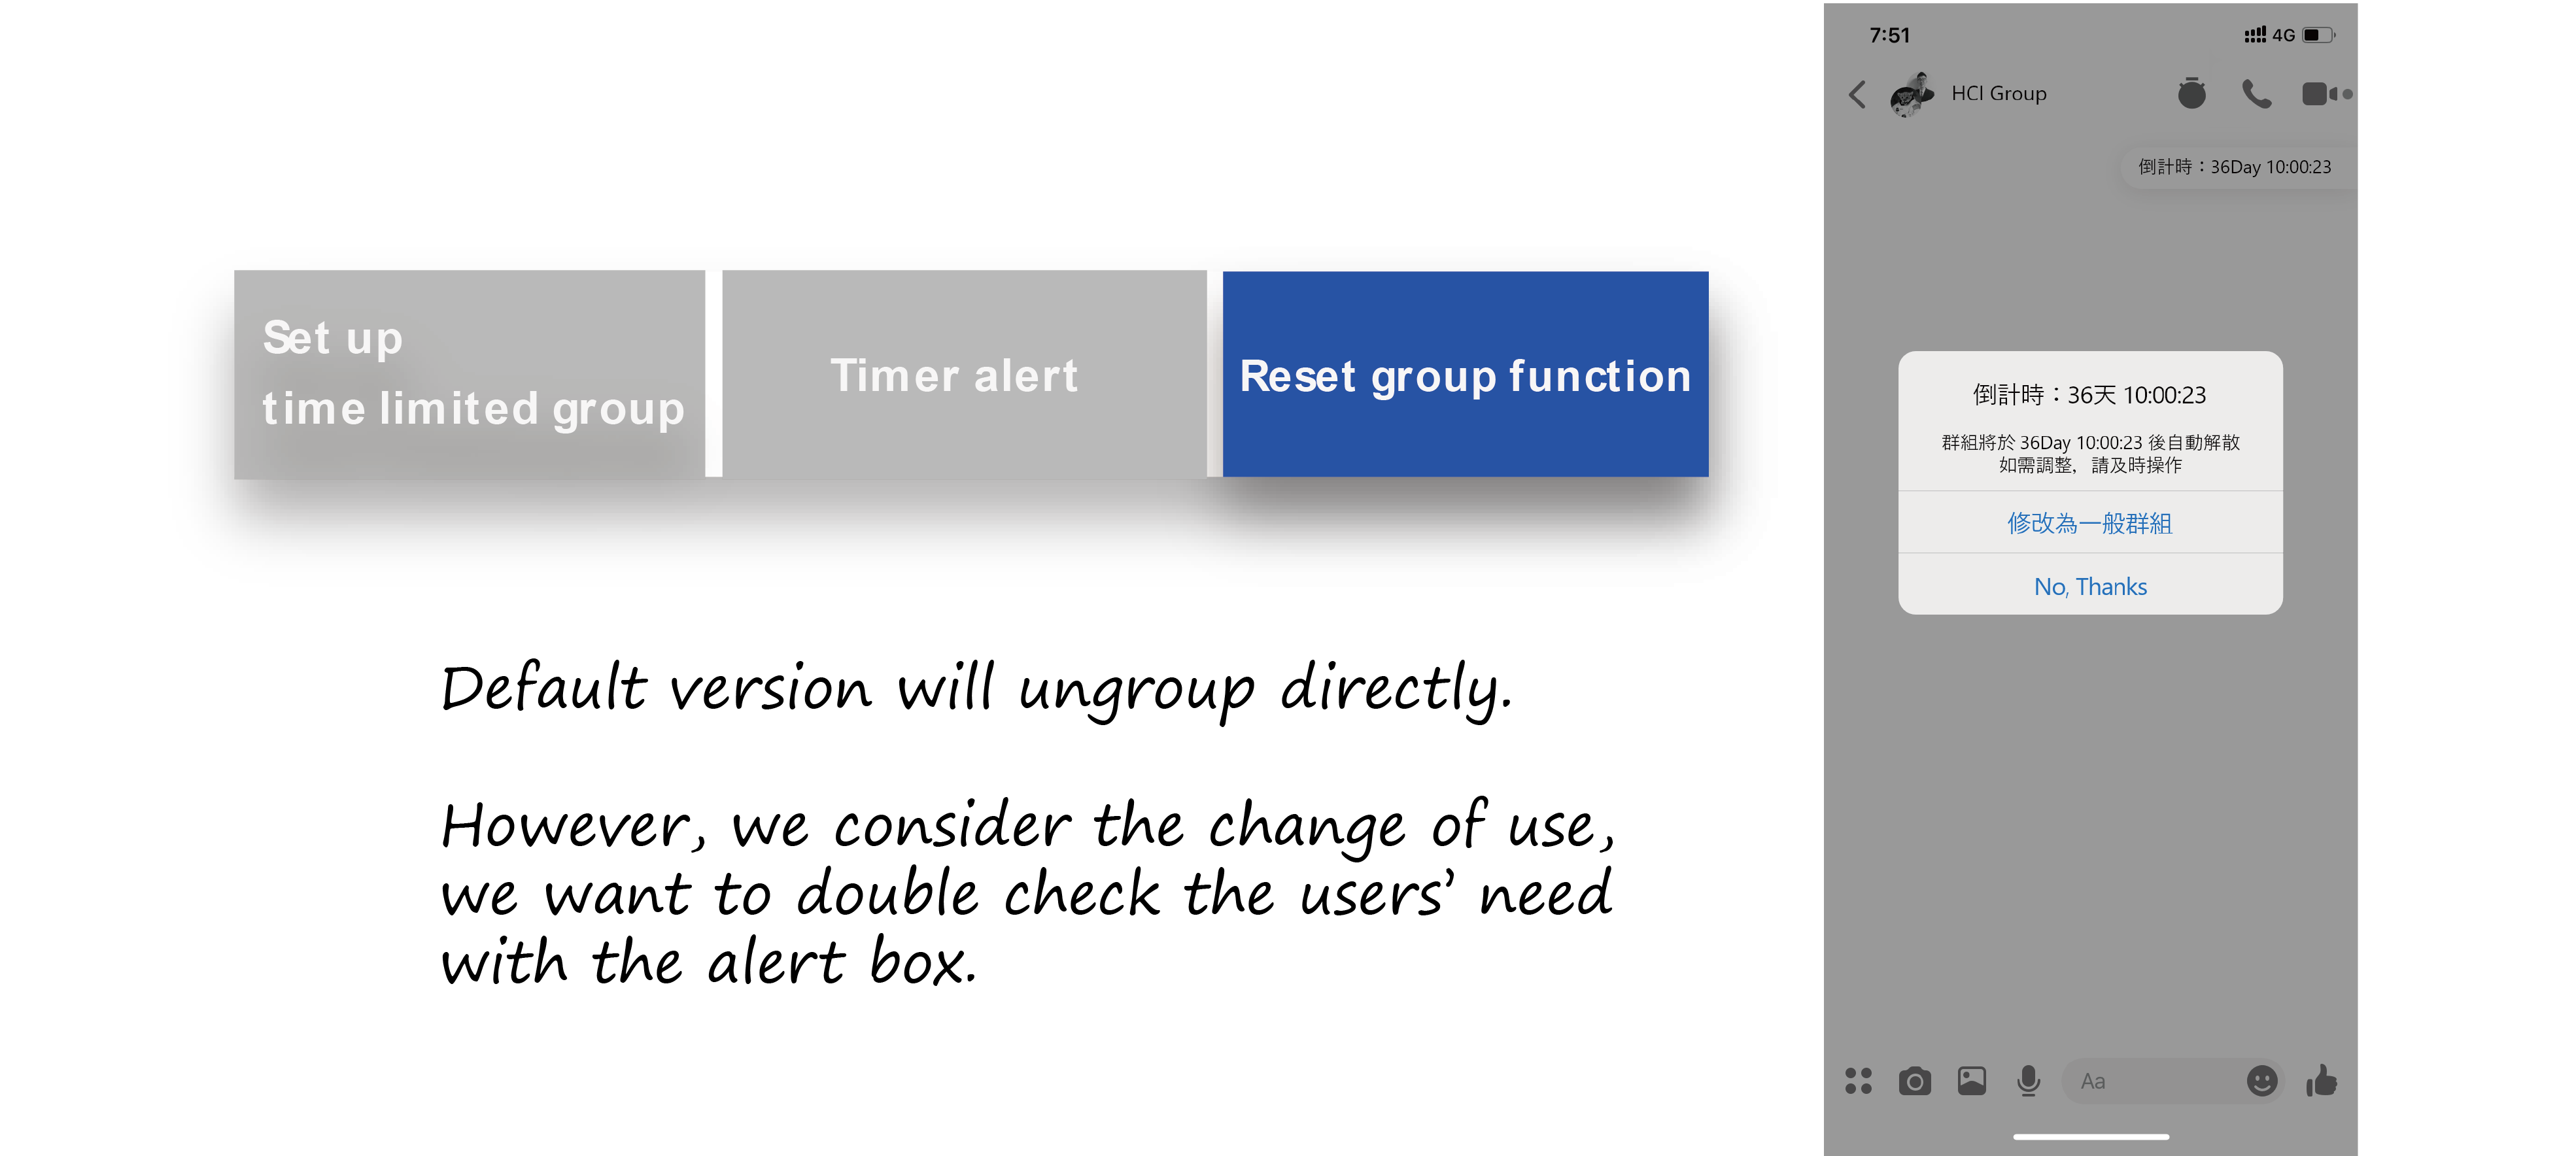 Set up
time limited group
Timer alert
Reset group function
Default version will ungroup directly.
However, we consider the change of use,
we want to double check the users’ need
with the alert box.
7:51
4G
HCI Group
倒計時：36Day 10:00:23
倒計時：36天 10:00:23
群組將於 36Day 10:00:23 後自動解散
如需調整，請及時操作
修改為一般群組
No, Thanks
Aa